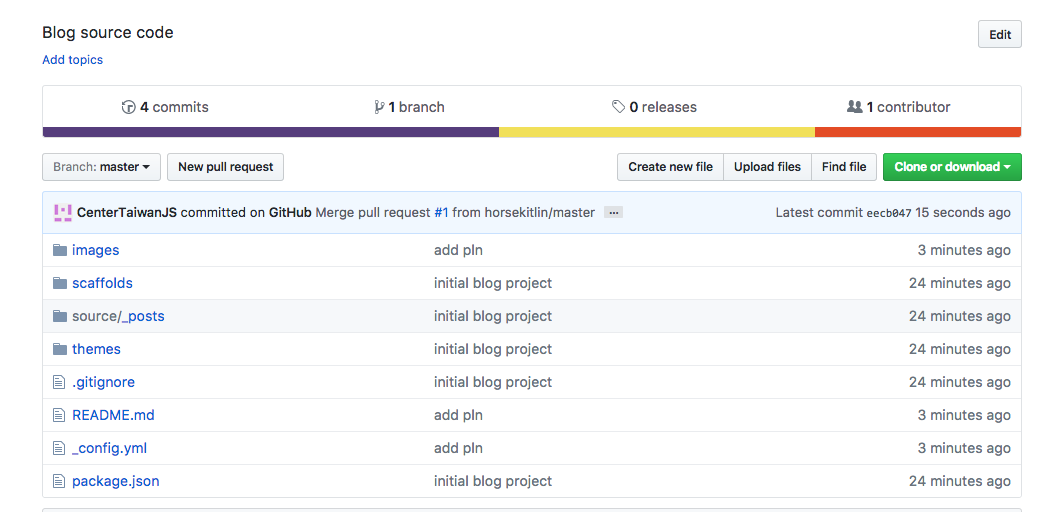 Blog source code
Edit
Add topics
4 commits
1 branch
0 releases
1 contributor
Branch: master
New pull request
Create new file
Upload files
Find file
Clone or download
CenterTaiwanJS committed on GitHub Merge pull request #1 from horsekitlin/master ...
Latest commit eecb047 15 seconds ago
images add pln 3 minutes ago
scaffolds initial blog project 24 minutes ago
source/_posts initial blog project 24 minutes ago
themes initial blog project 24 minutes ago
.gitignore initial blog project 24 minutes ago
README.md add pln 3 minutes ago
_config.yml add pln 3 minutes ago
package.json initial blog project 24 minutes ago